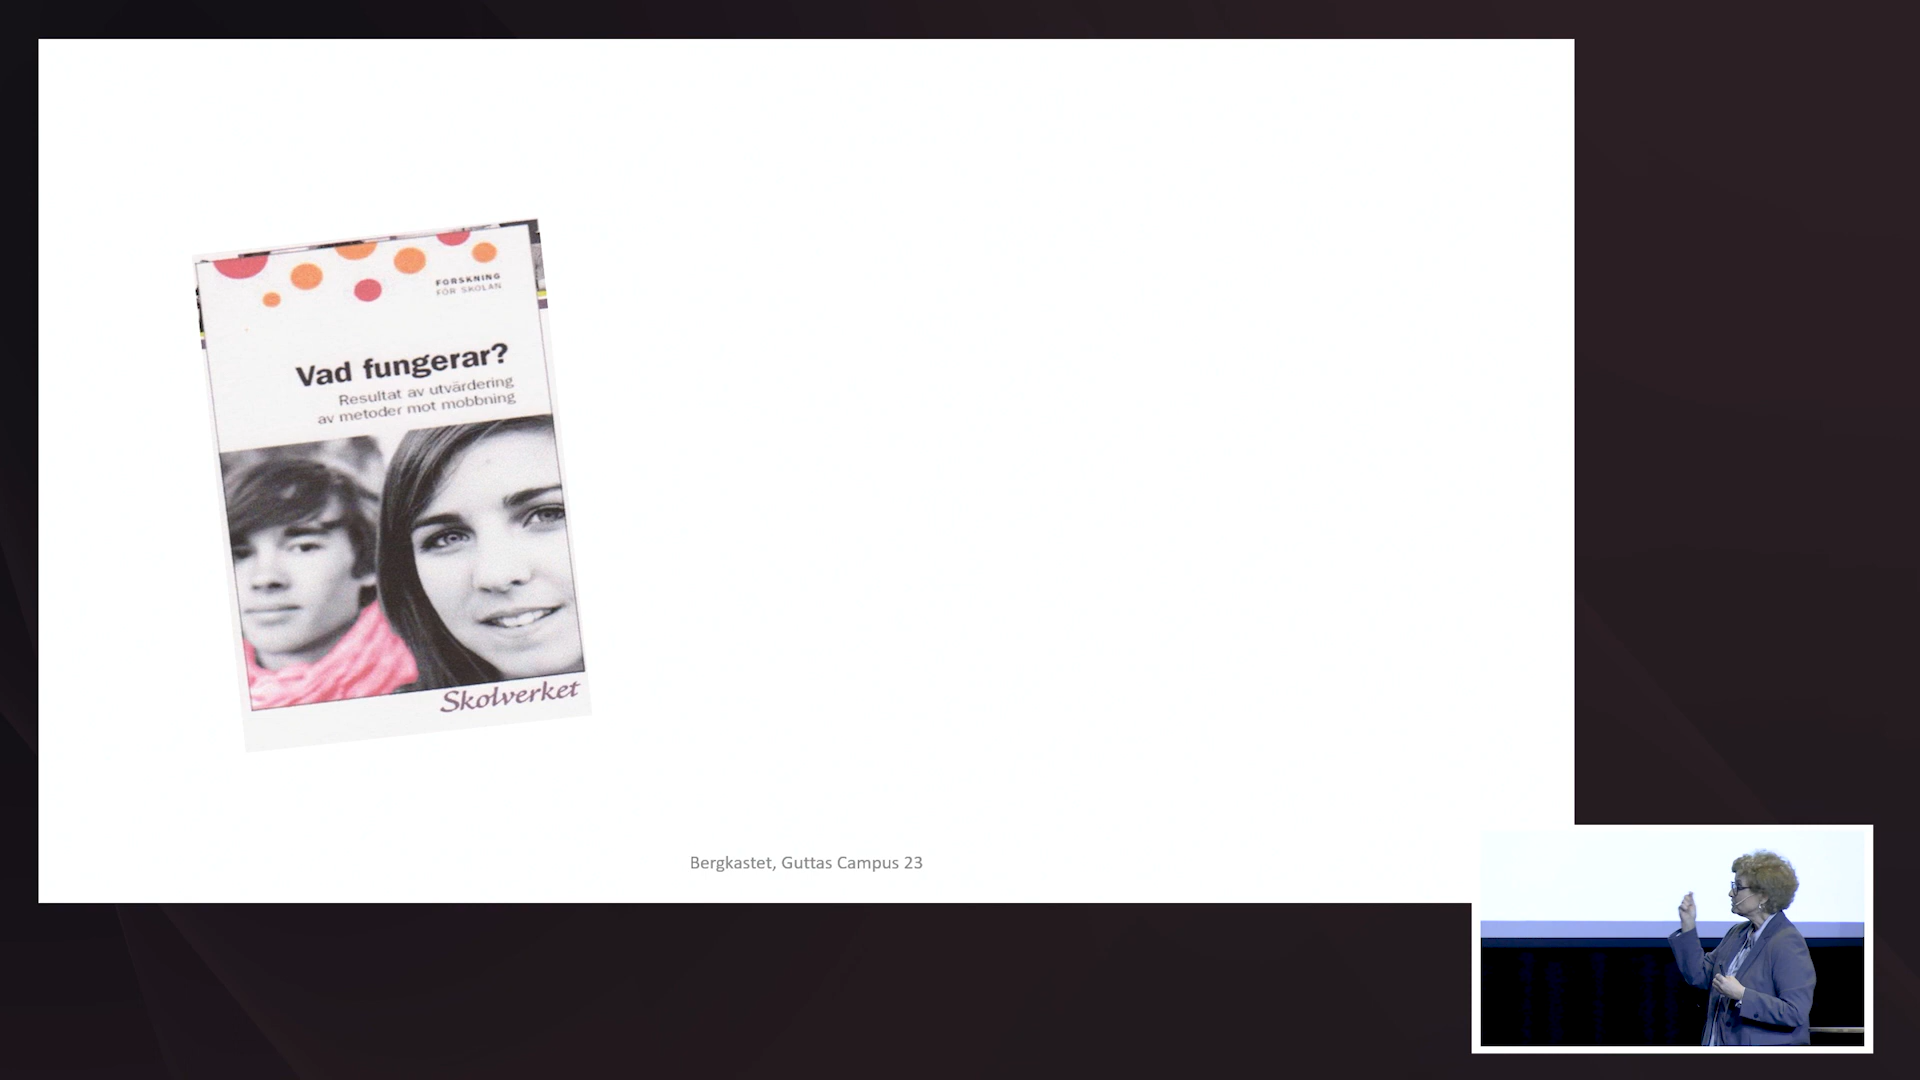 FORSKNING
FÖR SKOLAN
Vad fungerar?
Resultat av utvärdering
av metoder mot mobbning
Skolverket
Bergkastet, Guttas Campus 23